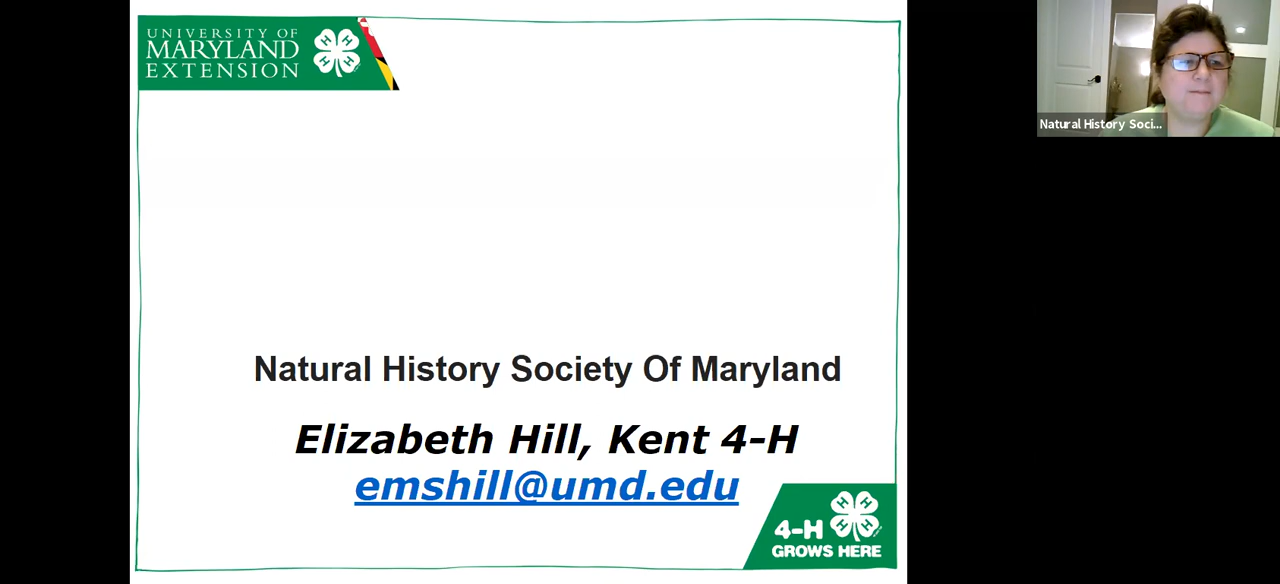 UNIVERSITY OF
MARYLAND
EXTENSION
H H
H H
Natural History Soci...
Natural History Society Of Maryland
Elizabeth Hill, Kent 4-H
emshill@umd.edu
H H
H H
4-H
GROWS HERE